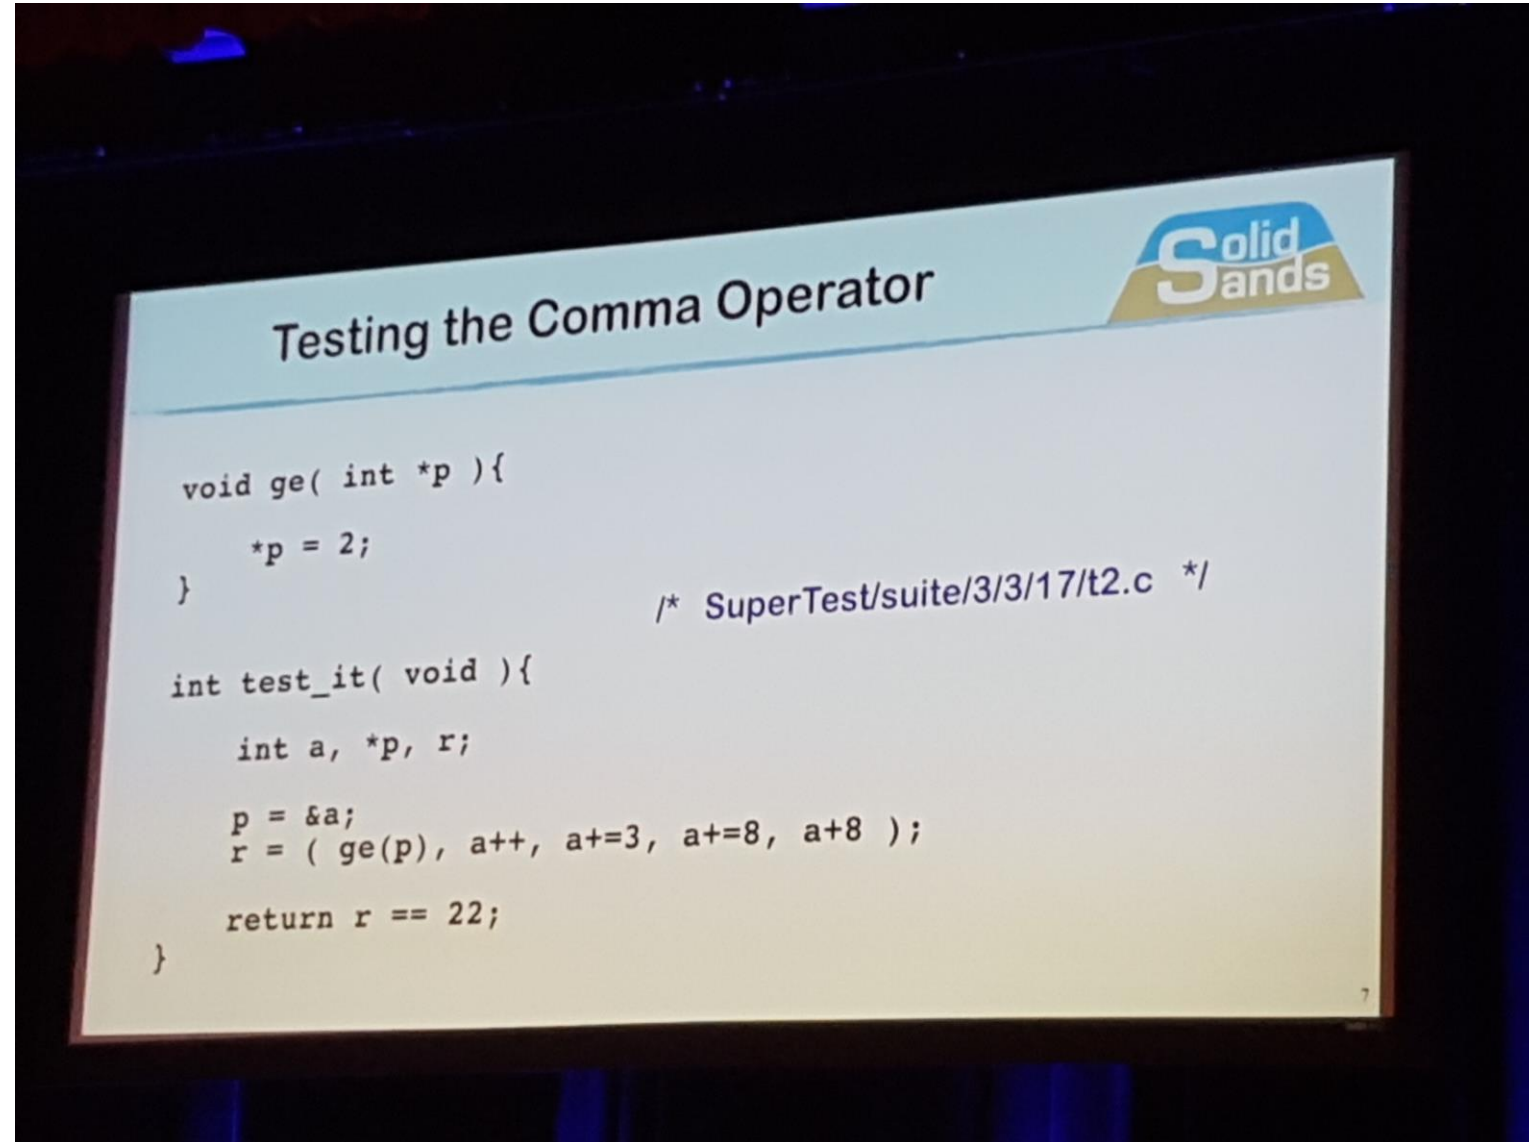 Solid
Sands
Testing the Comma Operator
void ge( int *p ){
*p = 2;
}
/* SuperTest/suite/3/3/17/t2.c */
int test_it( void ){
int a, *p, r;
p = &a;
r = ( ge(p), a++, a+=3, a+=8, a+8 );
return r == 22;
}
7